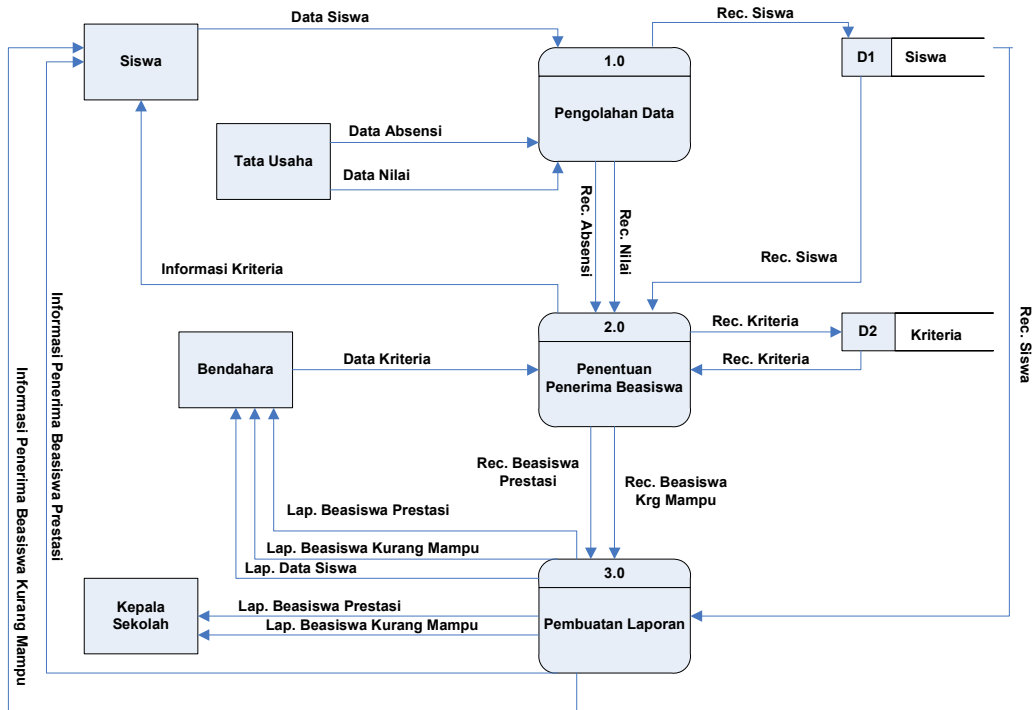 Data Siswa
Rec. Siswa
Siswa
1.0
Pengolahan Data
D1
Siswa
Tata Usaha
Data Absensi
Data Nilai
Rec. Absensi
Rec. Nilai
Rec. Siswa
Informasi Kriteria
Rec. Siswa
Informasi Penerima Beasiswa Kurang Mampu
Informasi Penerima Beasiswa Prestasi
Bendahara
Data Kriteria
2.0
Penentuan
Penerima Beasiswa
Rec. Kriteria
Rec. Kriteria
D2
Kriteria
Rec. Beasiswa
Prestasi
Rec. Beasiswa
Krg Mampu
Lap. Beasiswa Prestasi
Lap. Beasiswa Kurang Mampu
Lap. Data Siswa
3.0
Pembuatan Laporan
Kepala
Sekolah
Lap. Beasiswa Prestasi
Lap. Beasiswa Kurang Mampu